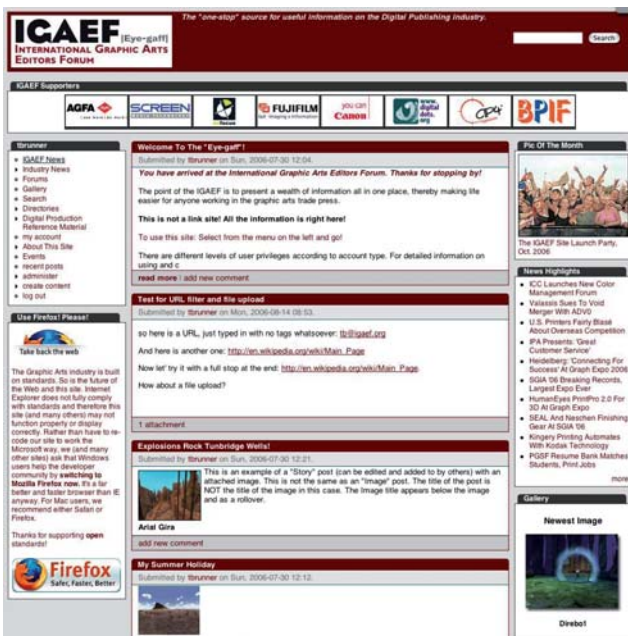 IGAEF [Eye-gaff]
INTERNATIONAL GRAPHIC ARTS
EDITORS FORUM
The "one-stop" source for useful information on the Digital Publishing Industry.
Search
IGAEF Supporters
AGFA
SCREEN
FUJIFILM
you can
Canon
www.
digital
dots.
org
CIP4
BPIF
tbrunner
IGAEF News
Industry News
Forums
Gallery
Search
Directories
Digital Production
Reference Material
my account
About This Site
Events
recent posts
administer
create content
log out
Use Firefox! Please!
Take back the web
The Graphic Arts industry is built
on standards. So is the future of
the Web and this site. Internet
Explorer does not fully comply
with standards and therefore this
site (and many others) may not
function properly or display
correctly. Rather than have to re-
code our site to work the
Microsoft way, we (and many
other sites) ask that Windows
users help the developer
community by switching to
Mozilla Firefox now. It's a far
better and faster browser than IE
anyway. For Mac users, we
recommend either Safari or
Firefox.
Thanks for supporting open
standards!
Firefox
Safer, Faster, Better
Welcome To The "Eye-gaff"!
Submitted by tbrunner on Sun, 2006-07-30 12:04.
You have arrived at the International Graphic Arts Editors Forum. Thanks for stopping by!
The point of the IGAEF is to present a wealth of information all in one place, thereby making life
easier for anyone working in the graphic arts trade press.
This is not a link site! All the information is right here!
To use this site: Select from the menu on the left and go!
There are different levels of user privileges according to account type. For detailed information on
using and c
read more | add new comment
Test for URL filter and file upload
Submitted by tbrunner on Mon, 2006-08-14 08:53.
so here is a URL, just typed in with no tags whatsoever: tb@igaef.org
And here is another one: http://en.wikipedia.org/wiki/Main_Page
Now let' try it with a full stop at the end: http://en.wikipedia.org/wiki/Main_Page.
How about a file upload?
1 attachment
Explosions Rock Tunbridge Wells!
Submitted by tbrunner on Sun, 2006-07-30 12:21.
This is an example of a "Story" post (can be edited and added to by others) with an
attached image. This is not the same as an "Image" post. The title of the post is
NOT the title of the image in this case. The Image title appears below the image
and as a rollover.
Arial Gira
add new comment
My Summer Holiday
Submitted by tbrunner on Sun, 2006-07-30 12:12.
Pic Of The Month
The IGAEF Site Launch Party,
Oct. 2006
News Highlights
ICC Launches New Color
Management Forum
Valassis Sues To Void
Merger With ADVO
U.S. Printers Fairly Blasé
About Overseas Competition
IPA Presents 'Great
Customer Service'
Heidelberg: 'Connecting For
Success' At Graph Expo 2006
SGIA '06 Breaking Records,
Largest Expo Ever
HumanEyes PrintPro 2.0 For
3D At Graph Expo
SEAL And Neschen Finishing
Gear At SGIA '06
Kingery Printing Automates
With Kodak Technology
PGSF Resume Bank Matches
Students, Print Jobs
more
Gallery
Newest Image
Direbo1